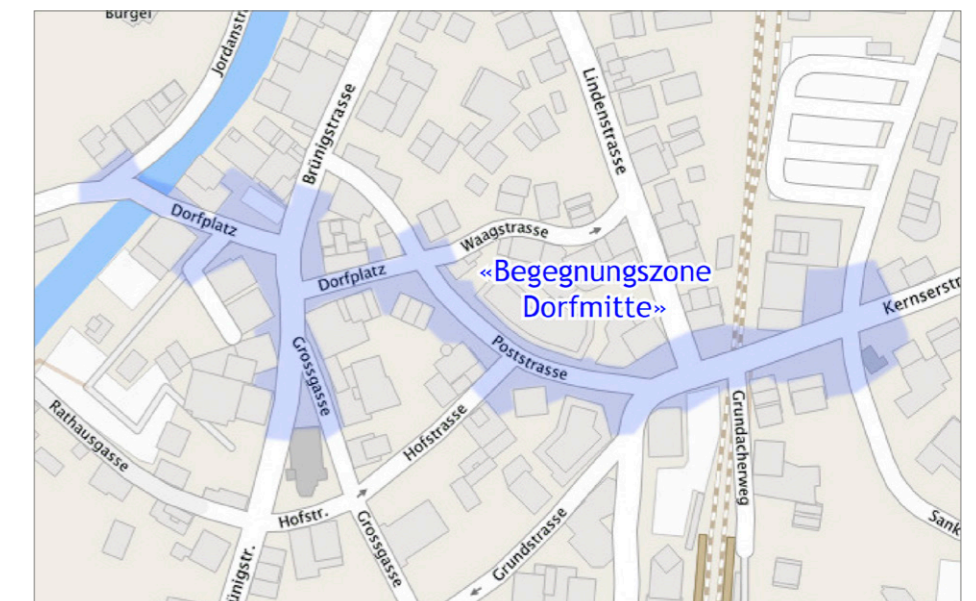 Bürgel
Jordanstr.
Brünigstrasse
Lindenstrasse
Dorfplatz
Waagstrasse
Dorfplatz
«Begegnungszone
Dorfmitte»
Kernserstr
Poststrasse
Grossgasse
Grundacherweg
Rathausgasse
Hofstrasse
Hofstr.
Grossgasse
Grundstrasse
Sank
ünigstr.